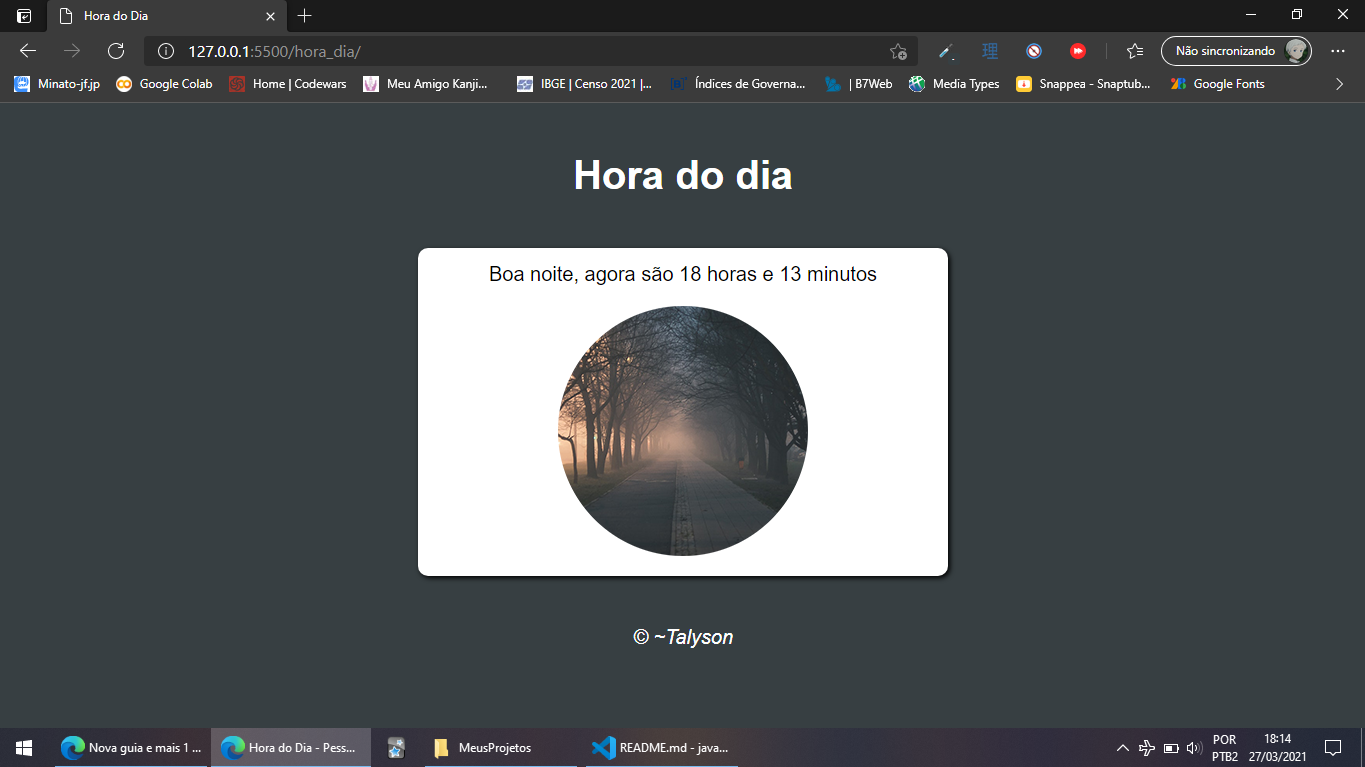 Hora do Dia
127.0.0.1:5500/hora_dia/
Não sincronizando
Minato-jf.jp
Google Colab
Home | Codewars
Meu Amigo Kanji...
IBGE | Censo 2021 |...
Índices de Governa...
| B7Web
Media Types
Snappea - Snaptub...
Google Fonts
Hora do dia
Boa noite, agora são 18 horas e 13 minutos
© ~Talyson
Nova guia e mais 1 ...
Hora do Dia - Pess...
MeusProjetos
README.md - java...
POR
PTB2
18:14
27/03/2021